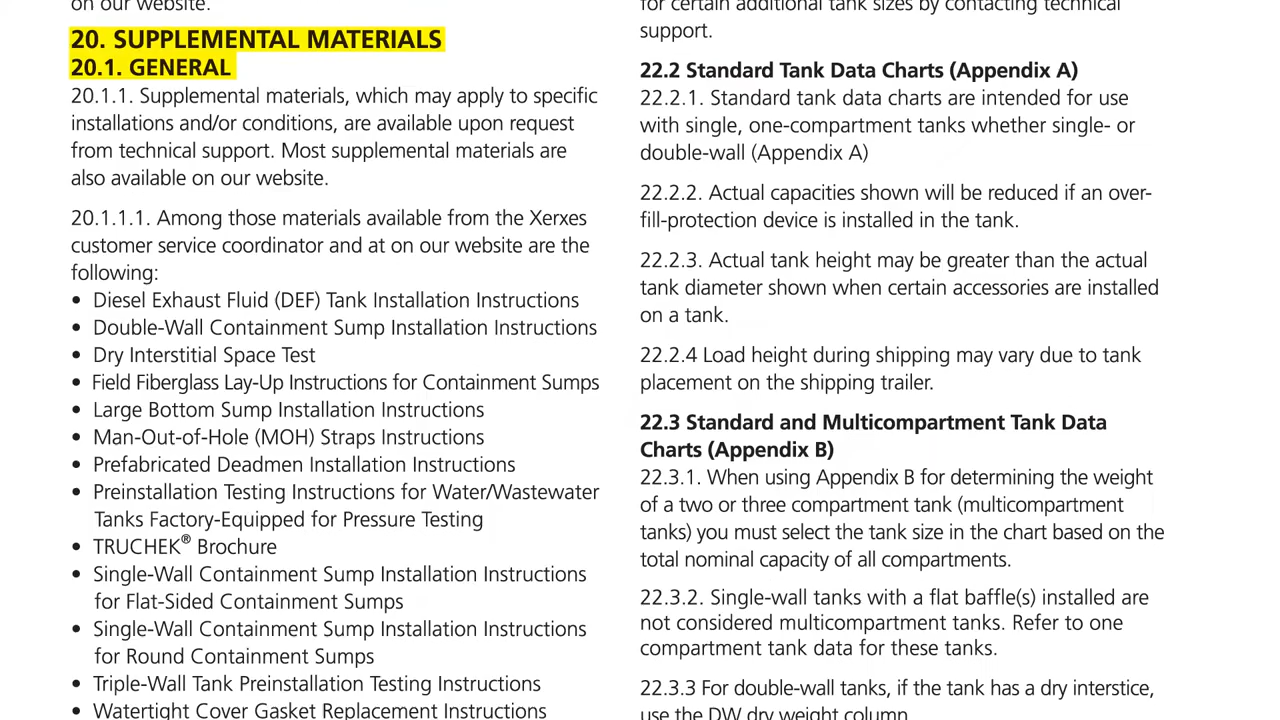 on our website.
20. SUPPLEMENTAL MATERIALS
20.1. GENERAL
20.1.1. Supplemental materials, which may apply to specific
installations and/or conditions, are available upon request
from technical support. Most supplemental materials are
also available on our website.
20.1.1.1. Among those materials available from the Xerxes
customer service coordinator and at on our website are the
following:
• Diesel Exhaust Fluid (DEF) Tank Installation Instructions
• Double-Wall Containment Sump Installation Instructions
• Dry Interstitial Space Test
• Field Fiberglass Lay-Up Instructions for Containment Sumps
• Large Bottom Sump Installation Instructions
• Man-Out-of-Hole (MOH) Straps Instructions
• Prefabricated Deadmen Installation Instructions
• Preinstallation Testing Instructions for Water/Wastewater
Tanks Factory-Equipped for Pressure Testing
• TRUCHEK® Brochure
• Single-Wall Containment Sump Installation Instructions
for Flat-Sided Containment Sumps
• Single-Wall Containment Sump Installation Instructions
for Round Containment Sumps
• Triple-Wall Tank Preinstallation Testing Instructions
• Watertight Cover Gasket Replacement Instructions
for certain additional tank sizes by contacting technical
support.
22.2 Standard Tank Data Charts (Appendix A)
22.2.1. Standard tank data charts are intended for use
with single, one-compartment tanks whether single- or
double-wall (Appendix A)
22.2.2. Actual capacities shown will be reduced if an over-
fill-protection device is installed in the tank.
22.2.3. Actual tank height may be greater than the actual
tank diameter shown when certain accessories are installed
on a tank.
22.2.4 Load height during shipping may vary due to tank
placement on the shipping trailer.
22.3 Standard and Multicompartment Tank Data
Charts (Appendix B)
22.3.1. When using Appendix B for determining the weight
of a two or three compartment tank (multicompartment
tanks) you must select the tank size in the chart based on the
total nominal capacity of all compartments.
22.3.2. Single-wall tanks with a flat baffle(s) installed are
not considered multicompartment tanks. Refer to one
compartment tank data for these tanks.
22.3.3 For double-wall tanks, if the tank has a dry interstice,
use the DW dry weight column